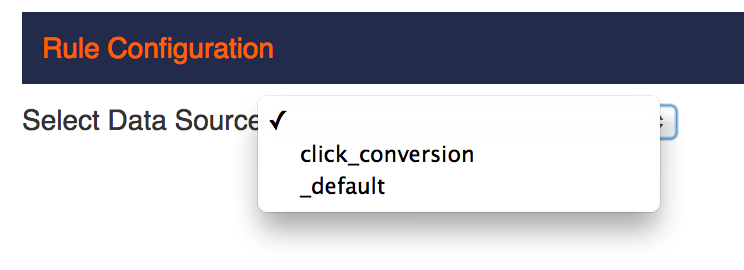 Rule Configuration
Select Data Source ✓
click_conversion
_default